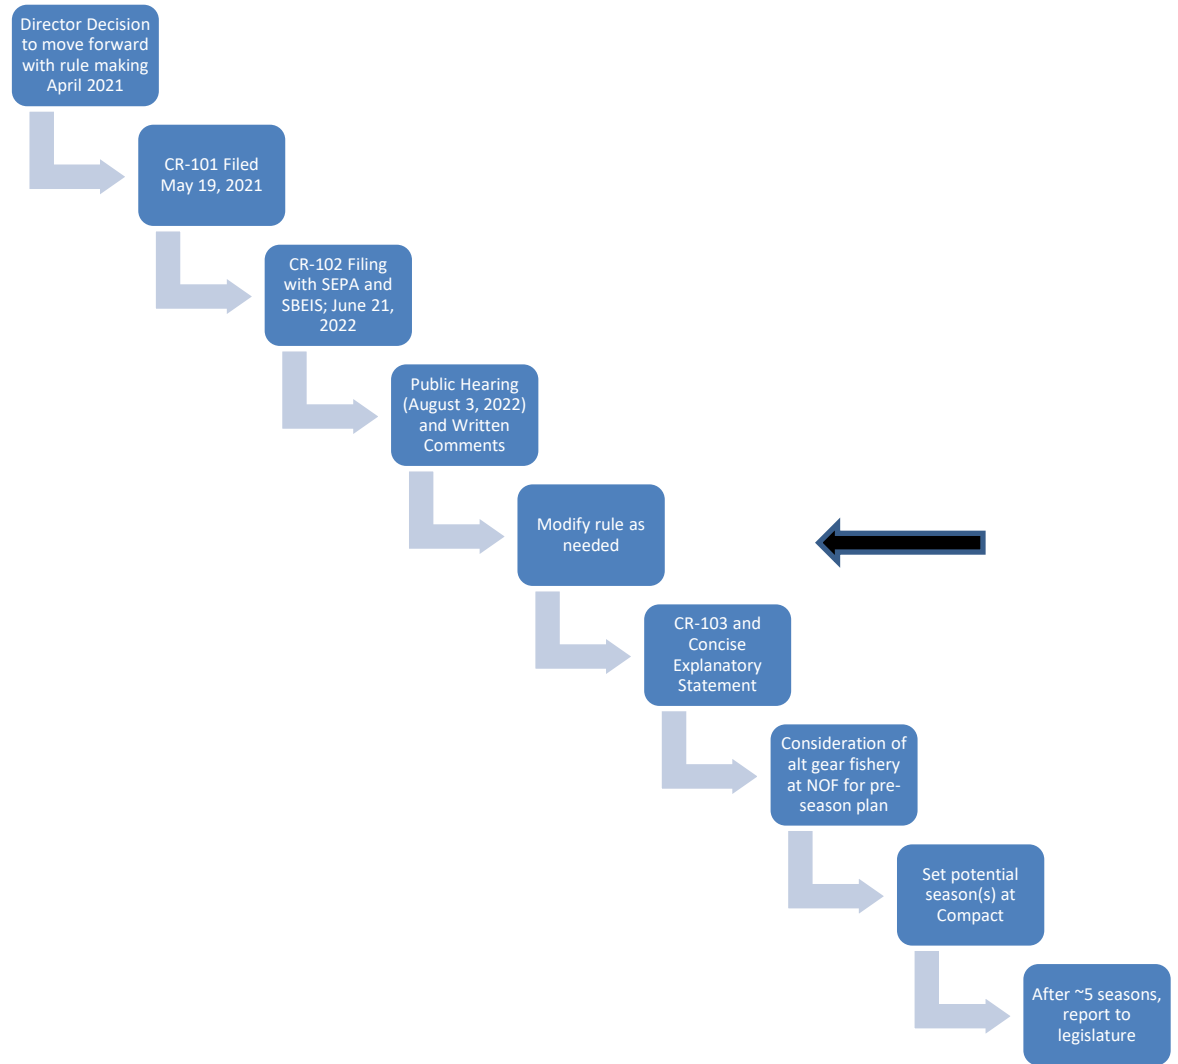 Director Decision
to move forward
with rule making
April 2021
CR-101 Filed
May 19, 2021
CR-102 Filing
with SEPA and
SBEIS; June 21,
2022
Public Hearing
(August 3, 2022)
and Written
Comments
Modify rule as
needed
CR-103 and
Concise
Explanatory
Statement
Consideration of
alt gear fishery
at NOF for pre-
season plan
Set potential
season(s) at
Compact
After ~5 seasons,
report to
legislature